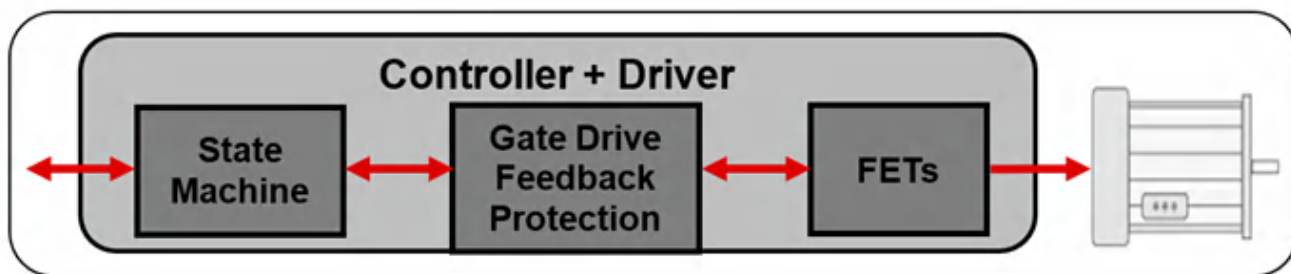 Controller + Driver
State
Machine
Gate Drive
Feedback
Protection
FETs